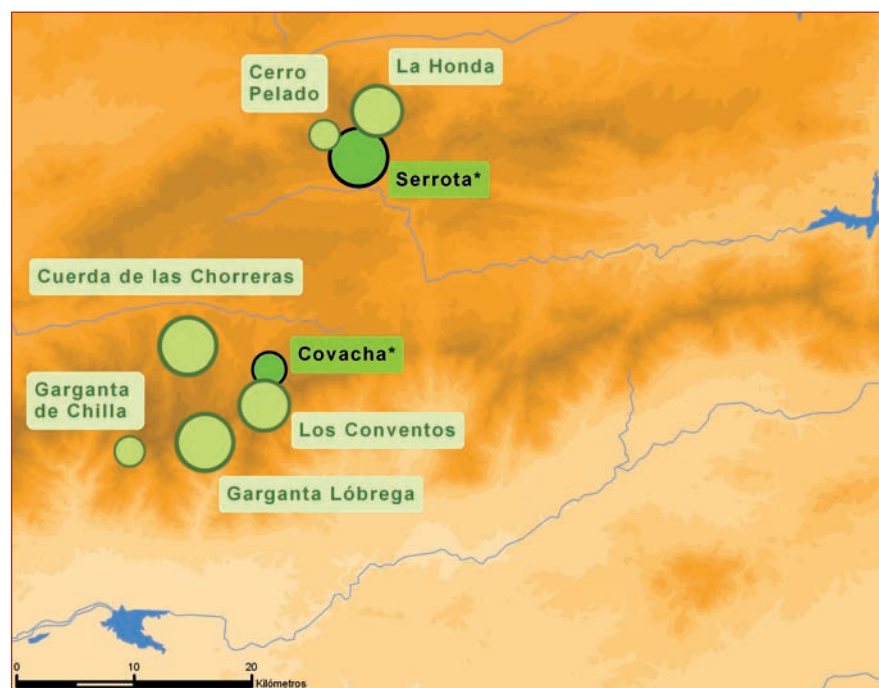 Cerro
Pelado
La Honda
Serrota*
Cuerda de las Chorreras
Covacha*
Garganta
de Chilla
Los Conventos
Garganta Lóbrega
0 10 20
Kilómetros